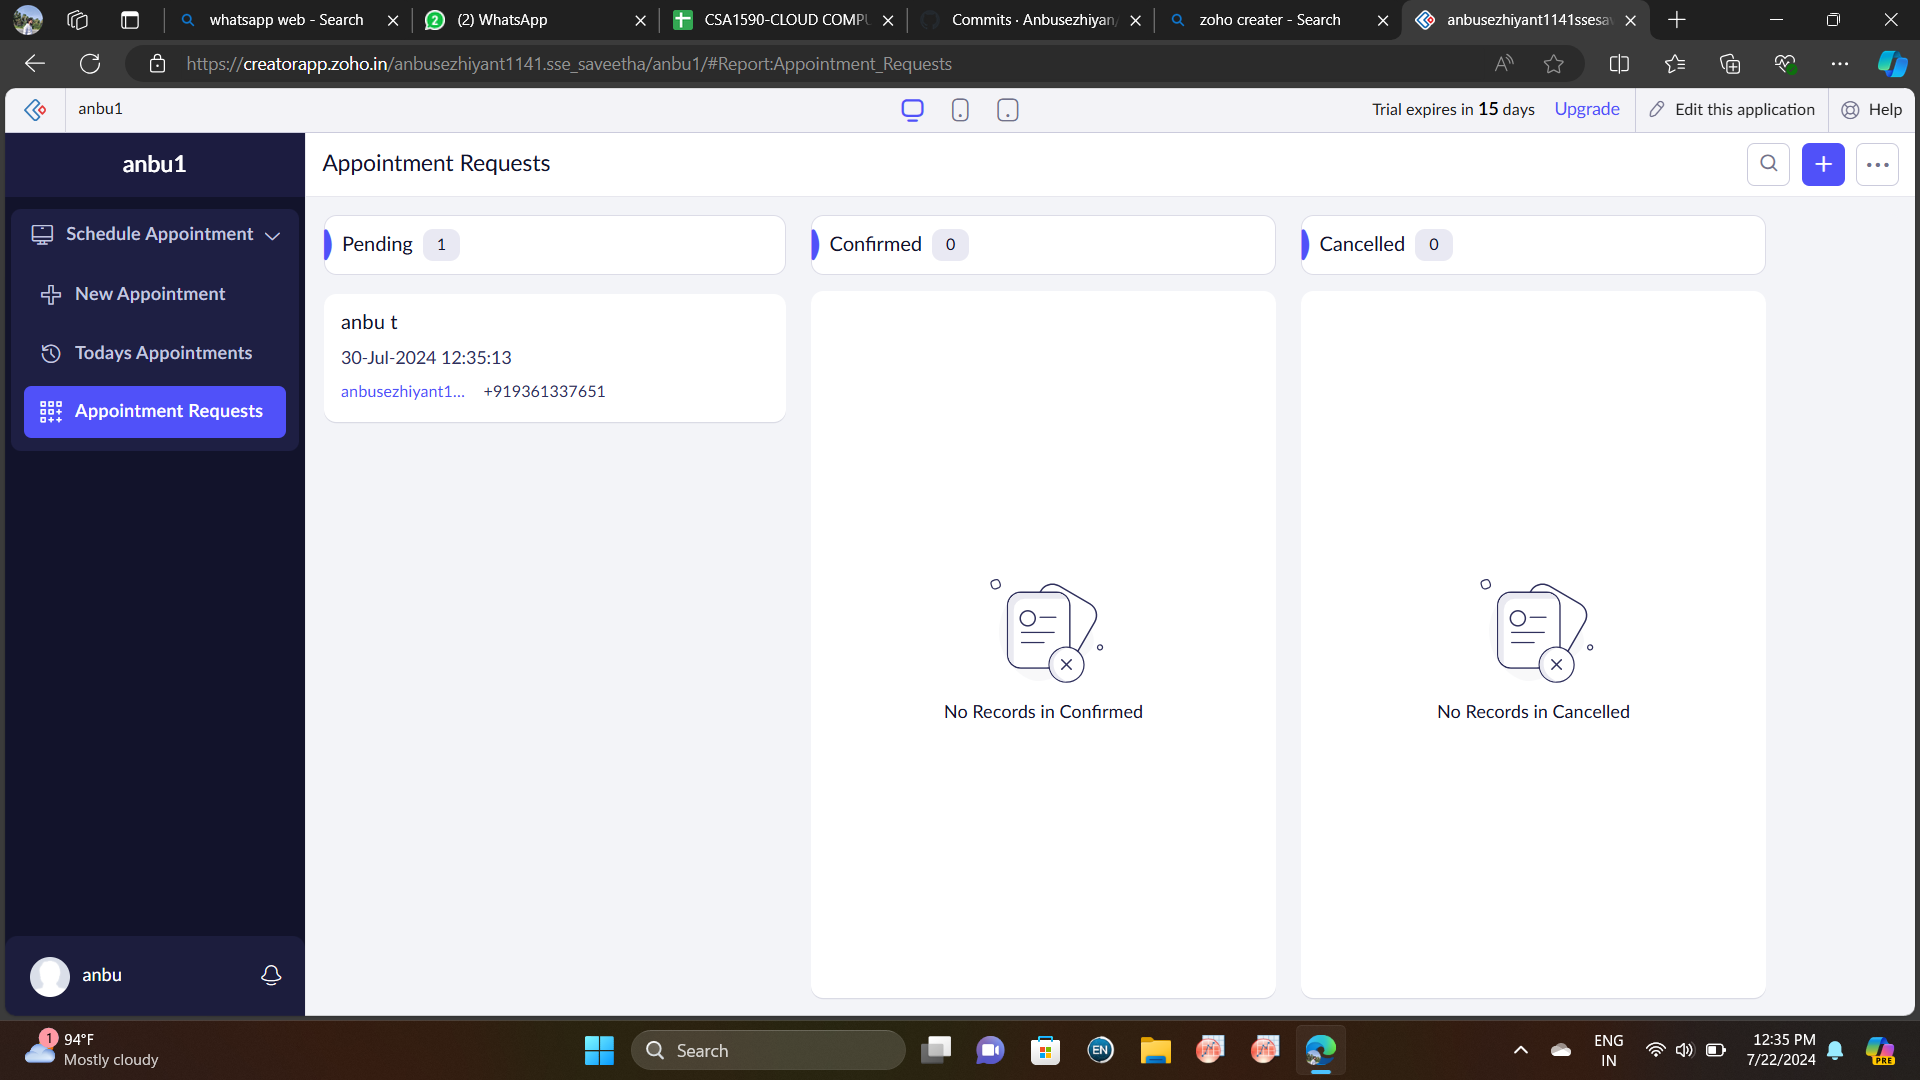 whatsapp web - Search
(2) WhatsApp
CSA1590-CLOUD COMPU
Commits · Anbusezhiyan
zoho creater - Search
anbusezhiyant1141ssesav
https://creatorapp.zoho.in/anbusezhiyant1141.sse_saveetha/anbu1/#Report:Appointment_Requests
anbu1
Trial expires in 15 days
Upgrade
Edit this application
Help
anbu1
Schedule Appointment
New Appointment
Todays Appointments
Appointment Requests
anbu
Appointment Requests
Pending 1
anbu t
30-Jul-2024 12:35:13
anbusezhiyant1... +919361337651
Confirmed 0
No Records in Confirmed
Cancelled 0
No Records in Cancelled
1
94°F
Mostly cloudy
Search
EN
ENG
IN
12:35 PM
7/22/2024
PRE